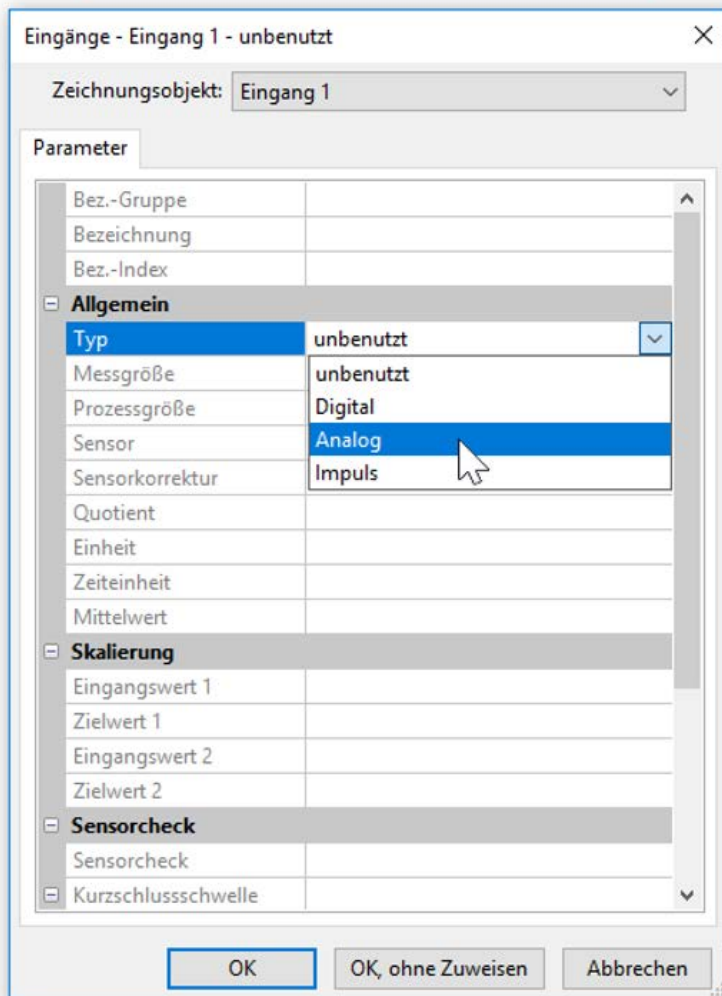 Eingänge - Eingang 1 - unbenutzt
Zeichnungsobjekt: Eingang 1
Parameter
Bez.-Gruppe
Bezeichnung
Bez.-Index
Allgemein
Typ unbenutzt
Messgröße unbenutzt
Prozessgröße Digital
Sensor Analog
Sensorkorrektur Impuls
Quotient
Einheit
Zeiteinheit
Mittelwert
Skalierung
Eingangswert 1
Zielwert 1
Eingangswert 2
Zielwert 2
Sensorcheck
Sensorcheck
Kurzschlussschwelle
OK OK, ohne Zuweisen Abbrechen